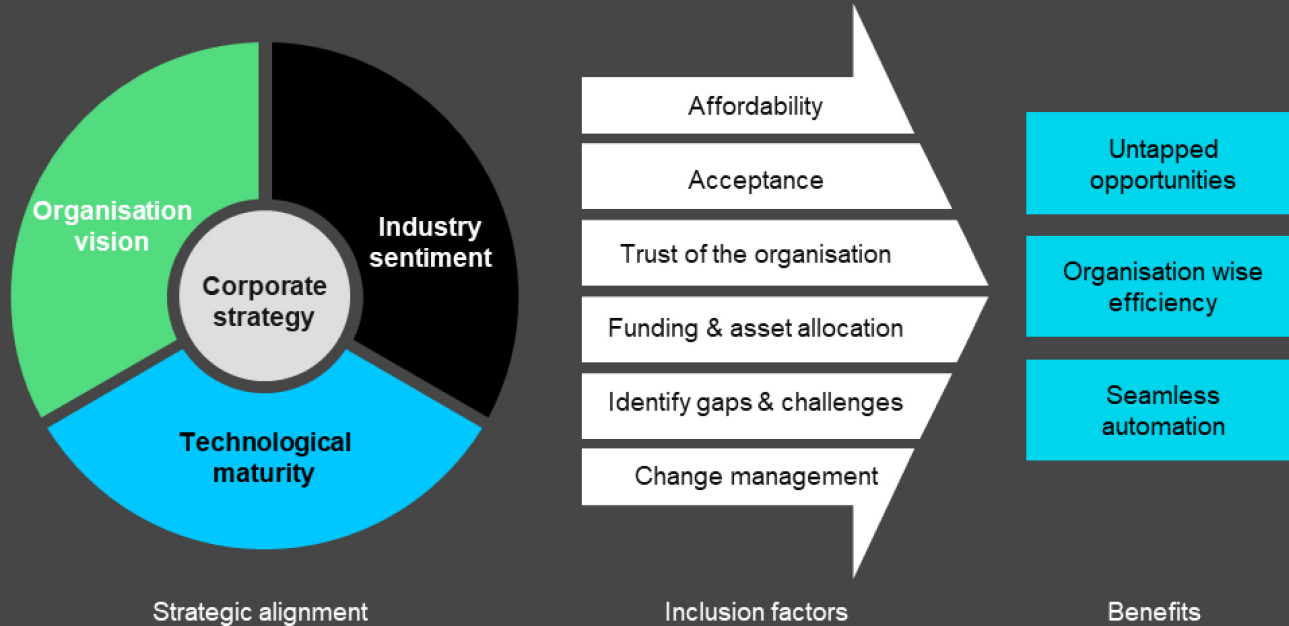 Organisation
vision
Industry
sentiment
Corporate
strategy
Technological
maturity
Strategic alignment
Affordability
Acceptance
Trust of the organisation
Funding & asset allocation
Identify gaps & challenges
Change management
Inclusion factors
Untapped
opportunities
Organisation wise
efficiency
Seamless
automation
Benefits